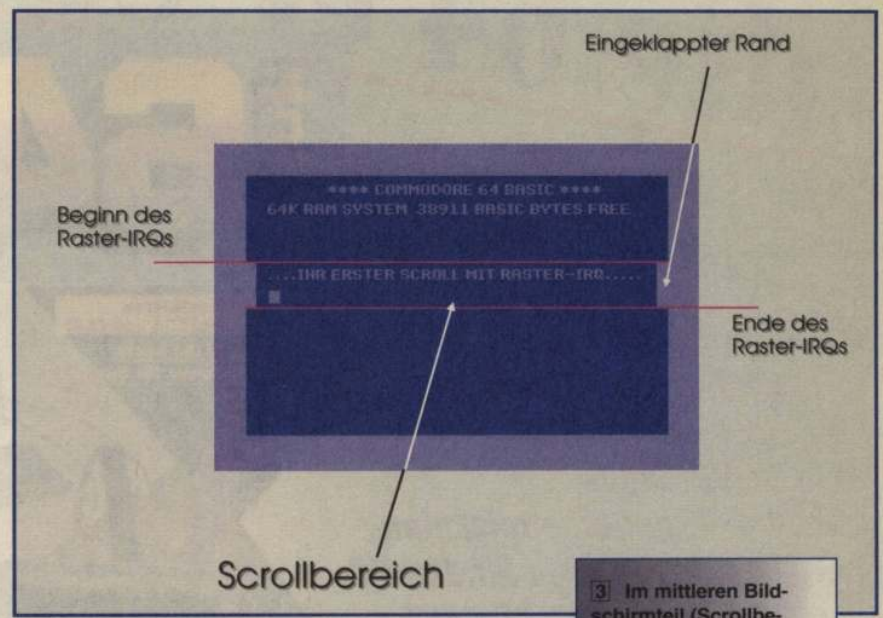 Eingeklappter Rand
**** COMMODORE 64 BASIC ****
64K RAM SYSTEM 38911 BASIC BYTES FREE
Beginn des
Raster-IRQs
....IHR ERSTER SCROLL MIT RASTER-IRQ.....
Ende des
Raster-IRQs
Scrollbereich
3 Im mittleren Bild-
schirmteil (Scrollbe-